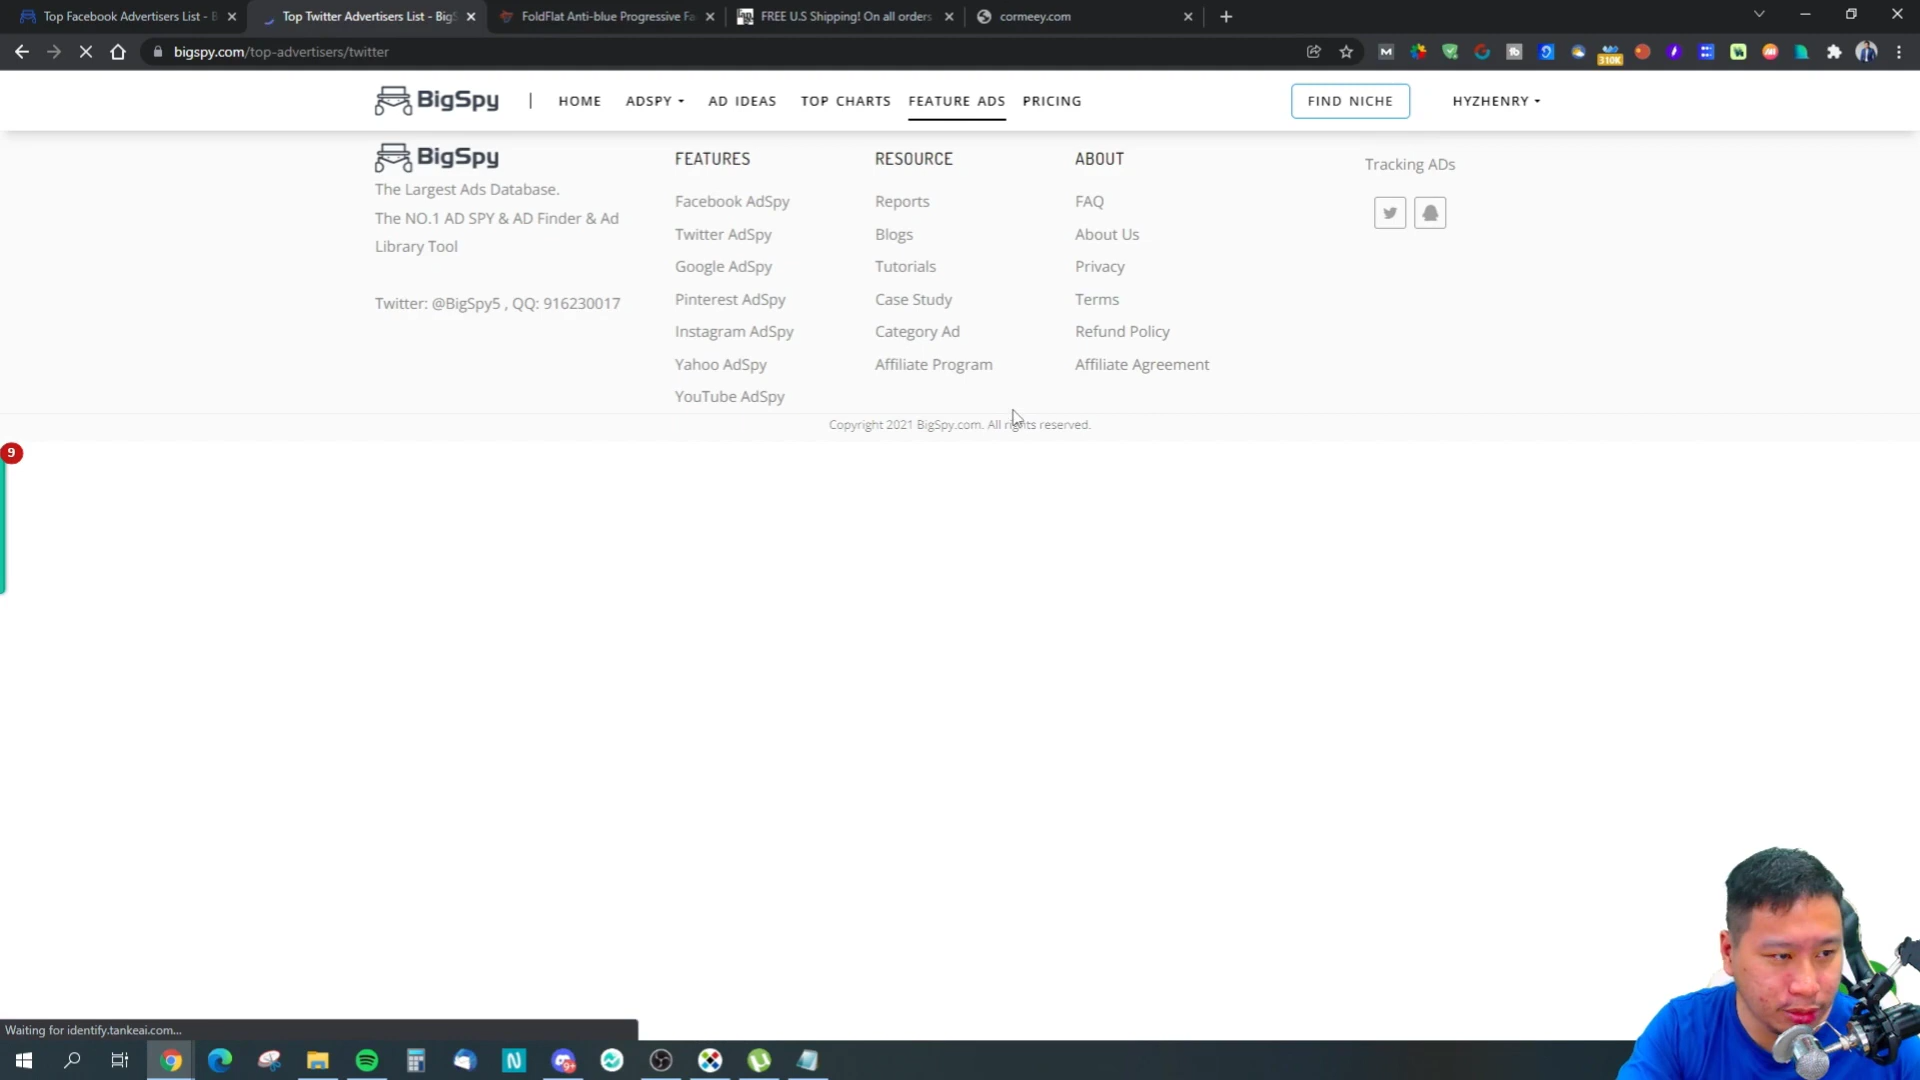 Top Facebook Advertisers List - B
Top Twitter Advertisers List - BigS
FoldFlat Anti-blue Progressive Fa
FREE U.S Shipping! On all orders
cormeey.com
bigspy.com/top-advertisers/twitter
310K
BigSpy
HOME
ADSPY
AD IDEAS
TOP CHARTS
FEATURE ADS
PRICING
FIND NICHE
HYZHENRY
BigSpy
The Largest Ads Database.
The NO.1 AD SPY & AD Finder & Ad
Library Tool
Twitter: @BigSpy5 , QQ: 916230017
FEATURES
Facebook AdSpy
Twitter AdSpy
Google AdSpy
Pinterest AdSpy
Instagram AdSpy
Yahoo AdSpy
YouTube AdSpy
RESOURCE
Reports
Blogs
Tutorials
Case Study
Category Ad
Affiliate Program
ABOUT
FAQ
About Us
Privacy
Terms
Refund Policy
Affiliate Agreement
Tracking ADs
Copyright 2021 BigSpy.com. All rights reserved.
9
Waiting for identify.tankeai.com...